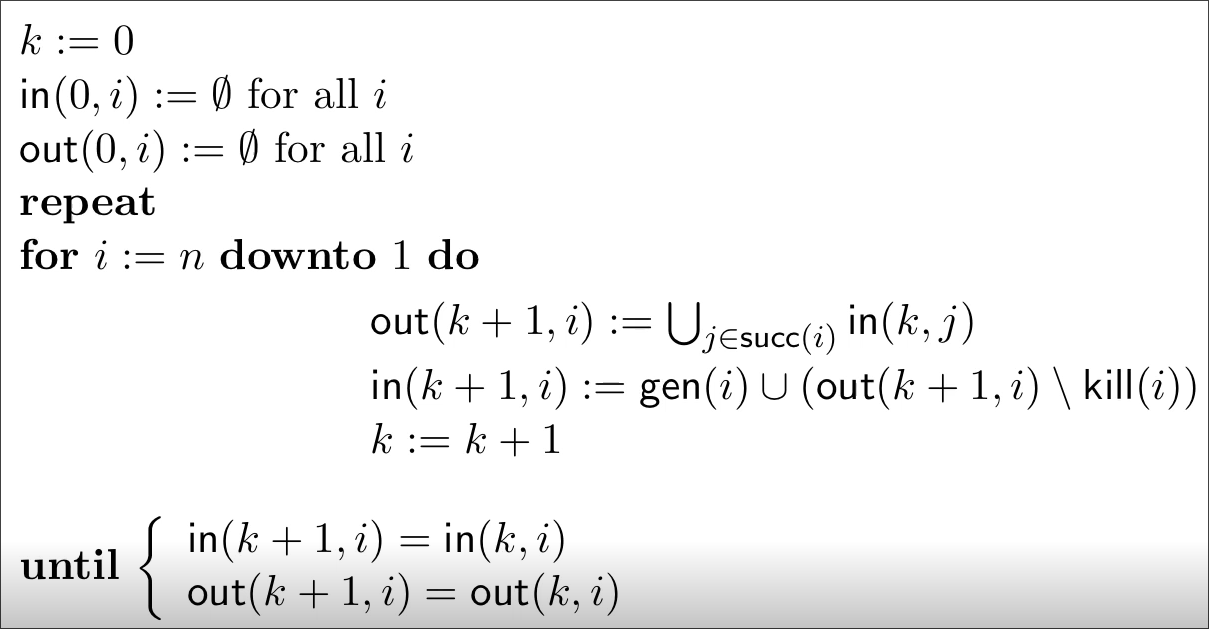 k := 0
in(0, i) := ∅ for all i
out(0, i) := ∅ for all i
repeat
for i := n downto 1 do
out(k + 1, i) := ⋃_{j∈succ(i)} in(k, j)
in(k + 1, i) := gen(i) ∪ (out(k + 1, i) \ kill(i))
k := k + 1
until { in(k + 1, i) = in(k, i)
out(k + 1, i) = out(k, i)